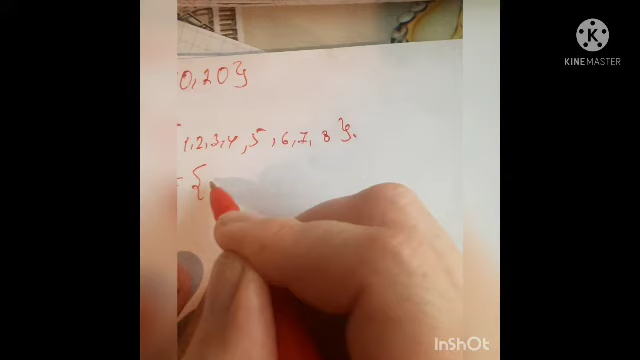 0, 20}
1, 2, 3, 4, 5, 6, 7, 8}.
= {
K
KINEMASTER
InShOt